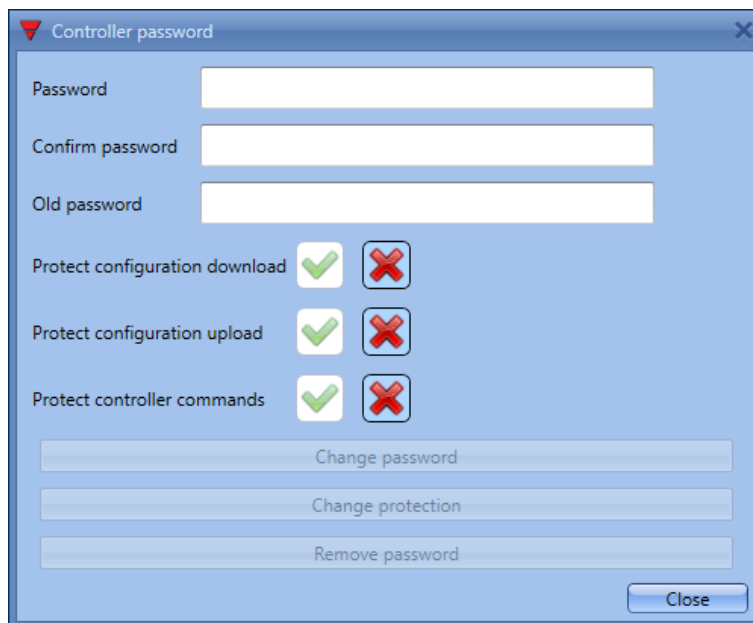 Controller password
Password
Confirm password
Old password
Protect configuration download
Protect configuration upload
Protect controller commands
Change password
Change protection
Remove password
Close